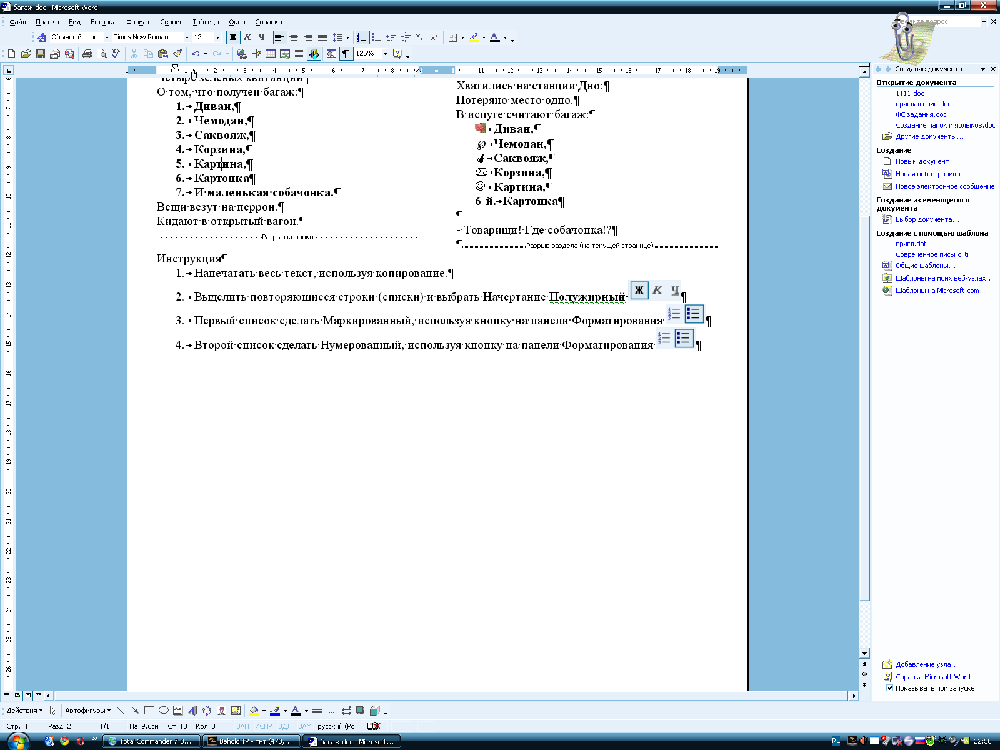 багаж.doc - Microsoft Word
Файл Правка Вид Вставка Формат Сервис Таблица Окно Справка
Введите вопрос
Обычный + пол Times New Roman 12 Ж К Ч
125%
Создание документа
1 1 2 3 4 5 6 7 8 11 12 13 14 15 16 17 18 19
Четыре зеленых квитанции¶
О том, что получен багаж:¶
1. Диван,¶
2. Чемодан,¶
3. Саквояж,¶
4. Корзина,¶
5. Картина,¶
6. Картонка¶
7. И маленькая собачонка.¶
Вещи везут на перрон.¶
Кидают в открытый вагон.¶
Разрыв колонки
Хватились на станции Дно:¶
Потеряно место одно.¶
В испуге считают багаж:¶
Диван,¶
Чемодан,¶
Саквояж,¶
Корзина,¶
Картина,¶
6-й. Картонка¶
¶
- Товарищи! Где собачонка!?¶
¶ Разрыв раздела (на текущей странице)
Инструкция¶
1. Напечатать весь текст, используя копирование.¶
2. Выделить повторяющиеся строки (списки) и выбрать Начертание Полужирный Ж К Ч¶
3. Первый список сделать Маркированный, используя кнопку на панели Форматирования ¶
4. Второй список сделать Нумерованный, используя кнопку на панели Форматирования ¶
Открытие документа
1111.doc
приглашение.doc
ФС задания.doc
Создание папок и ярлыков.doc
Другие документы...
Создание
Новый документ
Новая веб-страница
Новое электронное сообщение
Создание из имеющегося документа
Выбор документа...
Создание с помощью шаблона
пригл.dot
Современное письмо ltr
Общие шаблоны...
Шаблоны на моих веб-узлах...
Шаблоны на Microsoft.com
Добавление узла...
Справка Microsoft Word
Показывать при запуске
Действия Автофигуры
Стр. 1 Разд 2 1/1 На 9,6см Ст 18 Кол 8 ЗАП ИСПР ВДЛ ЗАМ русский (Ро
Total Commander 7.0... Behold TV - тнт (470,... багаж.doc - Microsoft... RL 22:50